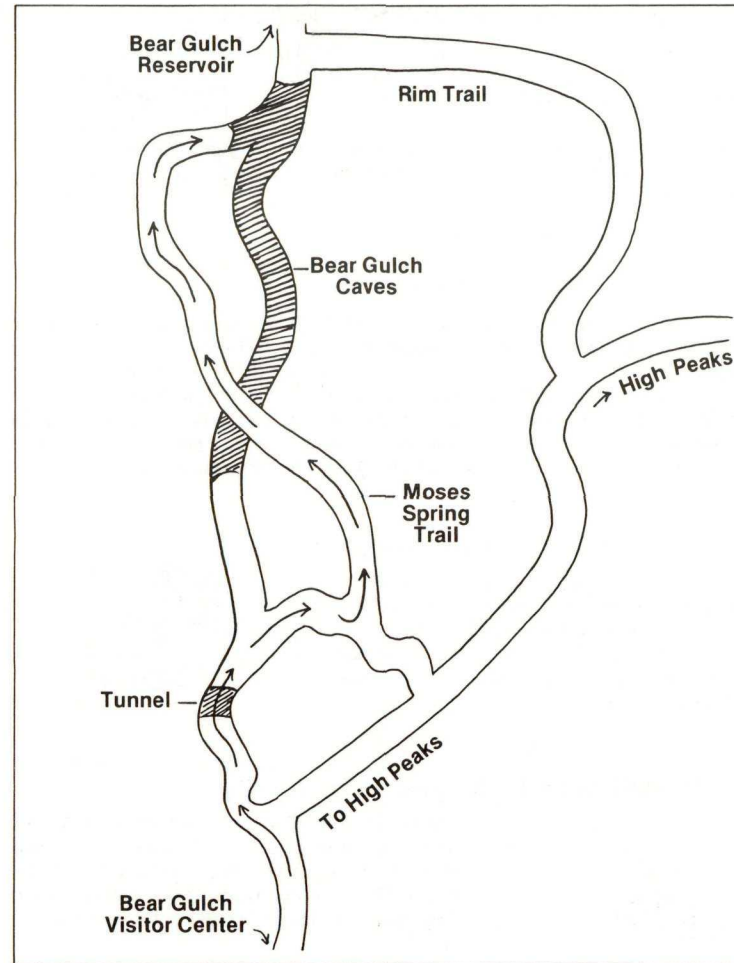 Bear Gulch
Reservoir
Rim Trail
Bear Gulch
Caves
High Peaks
Moses
Spring
Trail
Tunnel
To High Peaks
Bear Gulch
Visitor Center